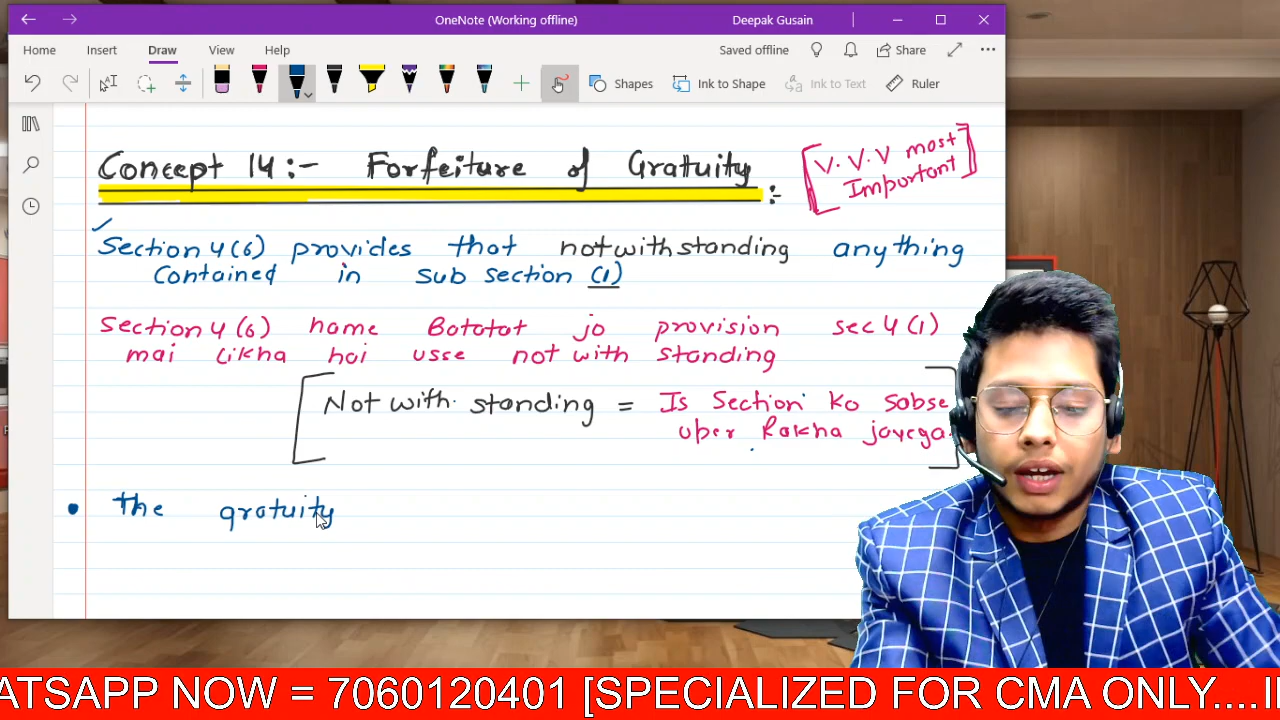 OneNote (Working offline)
Deepak Gusain
Home Insert Draw View Help
Saved offline
Share
Shapes
Ink to Shape
Ink to Text
Ruler
Concept 14:- Forfeiture of Gratuity :-
[V.V.V most
Important]
Section 4(6) provides that notwithstanding anything
Contained in sub section (1)
Section 4(6) hame Batatat jo provision sec 4(1)
mai likha hai usse not with standing
[Not with standing = Is Section ko sabse
uper Rakha jayega.]
• the gratuity
ATSAPP NOW = 7060120401 [SPECIALIZED FOR CMA ONLY....I